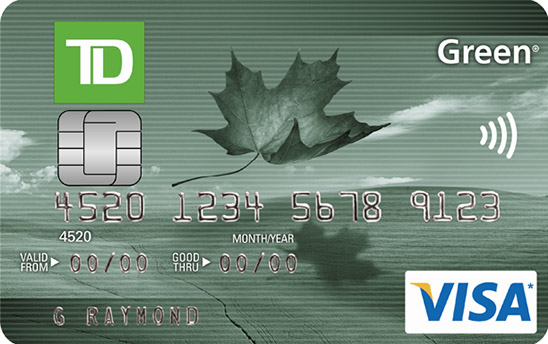 TD
Green®
4520 1234 5678 9123
4520
MONTH/YEAR
VALID FROM ▶ 00/00 GOOD THRU ▶ 00/00
G RAYMOND
VISA